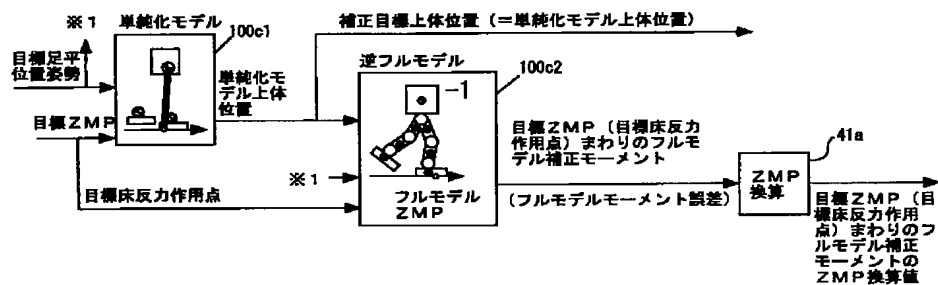 ※1
単純化モデル
100c1
補正目標上体位置(=単純化モデル上体位置)
目標足平
位置姿勢
単純化モ
デル上体
位置
逆フルモデル
100c2
-1
目標ZMP
目標ZMP(目標床反力
作用点)まわりのフルモ
デル補正モーメント
41a
※1
目標床反力作用点
フルモデル
ZMP
(フルモデルモーメント誤差)
ZMP
換算
目標ZMP(目
標床反力作用
点)まわりのフ
ルモデル補正
モーメントの
ZMP換算値